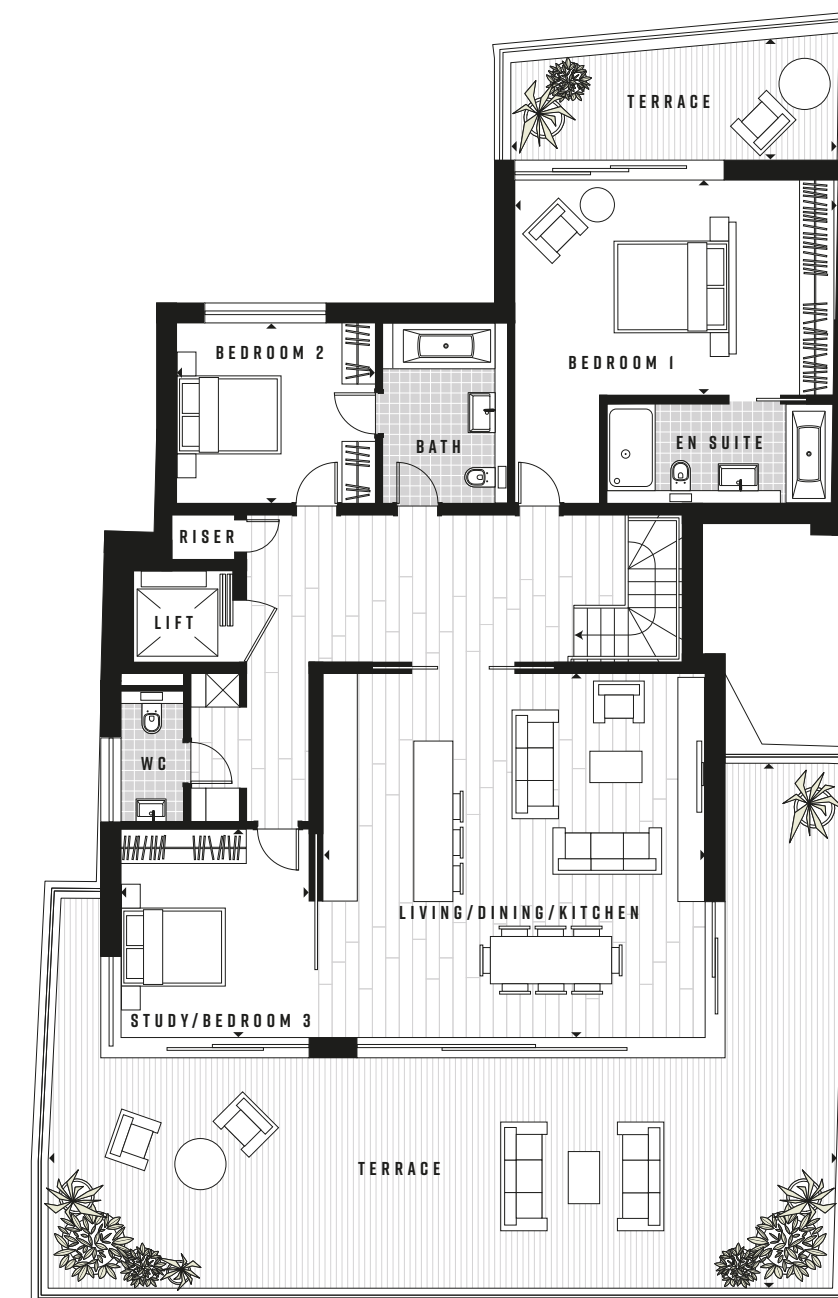 TERRACE
BEDROOM 2
BEDROOM 1
BATH
EN SUITE
RISER
LIFT
WC
LIVING/DINING/KITCHEN
STUDY/BEDROOM 3
TERRACE